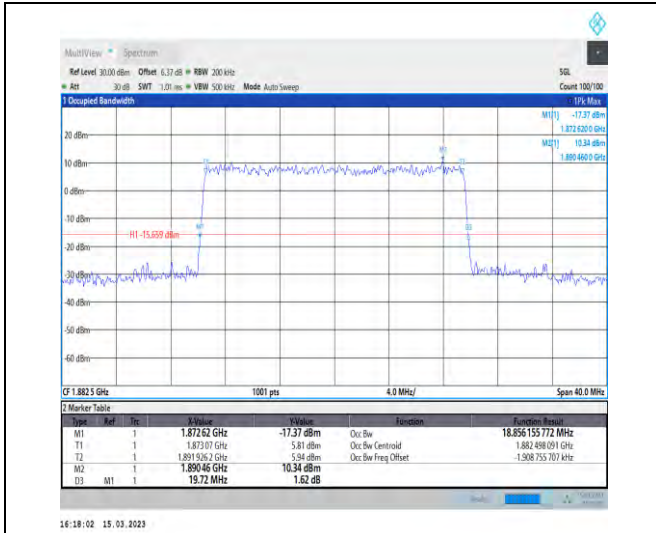 MultiView Spectrum
Ref Level 30.00 dBm Offset 6.37 dB RBW 200 kHz SGL
Att 30 dB SWT 1.01 ms VBW 500 kHz Mode Auto Sweep Count 100/100
1 Occupied Bandwidth 1Pk Max
M1[1] -17.37 dBm
1.872 620 0 GHz
M2[1] 10.34 dBm
1.890 460 0 GHz
20 dBm
10 dBm
0 dBm
-10 dBm
H1 -15.659 dBm
-30 dBm
-40 dBm
-50 dBm
-60 dBm
M1
T1
M2
T2
D3
CF 1.882 5 GHz 1001 pts 4.0 MHz/ Span 40.0 MHz
2 Marker Table
Type Ref Trc X-Value Y-Value Function Function Result
M1 1 1.872 62 GHz -17.37 dBm Occ Bw 18.856 155 772 MHz
T1 1 1.873 07 GHz 5.81 dBm Occ Bw Centroid 1.882 498 091 GHz
T2 1 1.891 926 2 GHz 5.94 dBm Occ Bw Freq Offset -1.908 755 707 kHz
M2 1 1.890 46 GHz 10.34 dBm
D3 M1 1 19.72 MHz 1.62 dB
16:18:02 15.03.2023